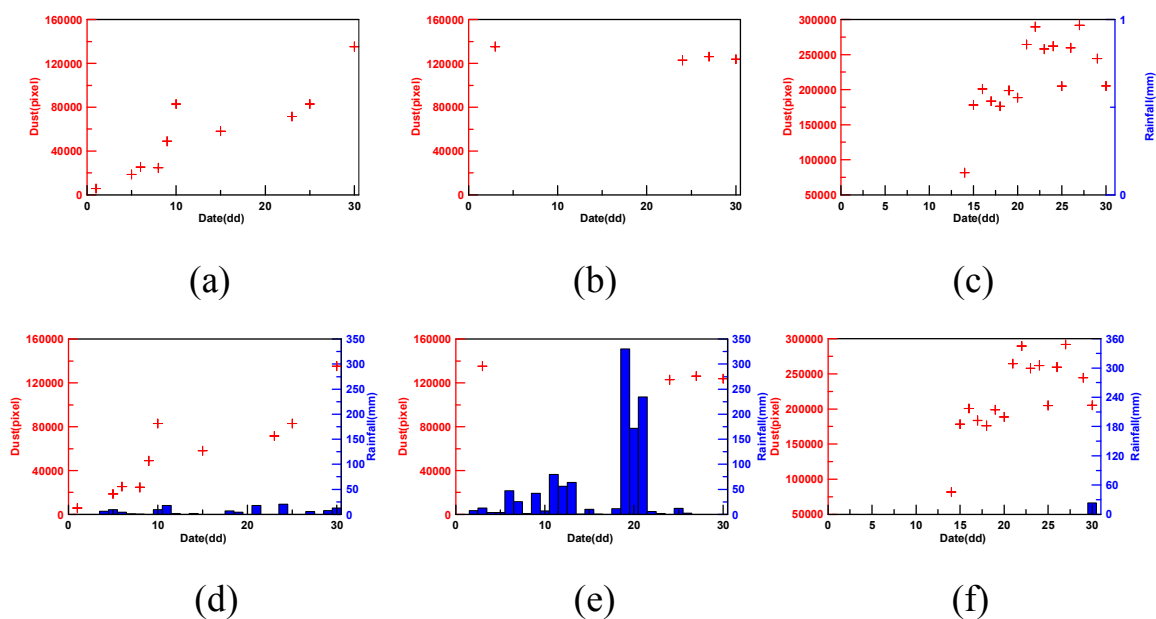 160000
120000
80000
40000
0
Dust(pixel)
0 10 20 30
Date(dd)
(a)
160000
120000
80000
40000
0
Dust(pixel)
0 10 20 30
Date(dd)
(b)
300000
250000
200000
150000
100000
50000
Dust(pixel)
1
0
Rainfall(mm)
0 5 10 15 20 25 30
Date(dd)
(c)
160000
120000
80000
40000
0
Dust(pixel)
350
300
250
200
150
100
50
0
Rainfall(mm)
0 10 20 30
Date(dd)
(d)
160000
120000
80000
40000
0
Dust(pixel)
350
300
250
200
150
100
50
0
Rainfall(mm)
0 10 20 30
Date(dd)
(e)
300000
250000
200000
150000
100000
50000
Dust(pixel)
360
300
240
180
120
60
0
Rainfall(mm)
0 5 10 15 20 25 30
Date(dd)
(f)